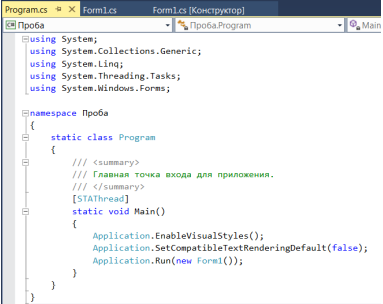 Program.cs Form1.cs Form1.cs [Конструктор]
C# Проба Проба.Program Main
using System;
using System.Collections.Generic;
using System.Linq;
using System.Threading.Tasks;
using System.Windows.Forms;
namespace Проба
{
static class Program
{
/// <summary>
/// Главная точка входа для приложения.
/// </summary>
[STAThread]
static void Main()
{
Application.EnableVisualStyles();
Application.SetCompatibleTextRenderingDefault(false);
Application.Run(new Form1());
}
}
}